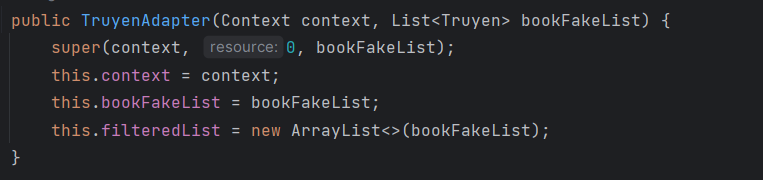 public TruyenAdapter(Context context, List<Truyen> bookFakeList) {
    super(context, resource: 0, bookFakeList);
    this.context = context;
    this.bookFakeList = bookFakeList;
    this.filteredList = new ArrayList<>(bookFakeList);
}